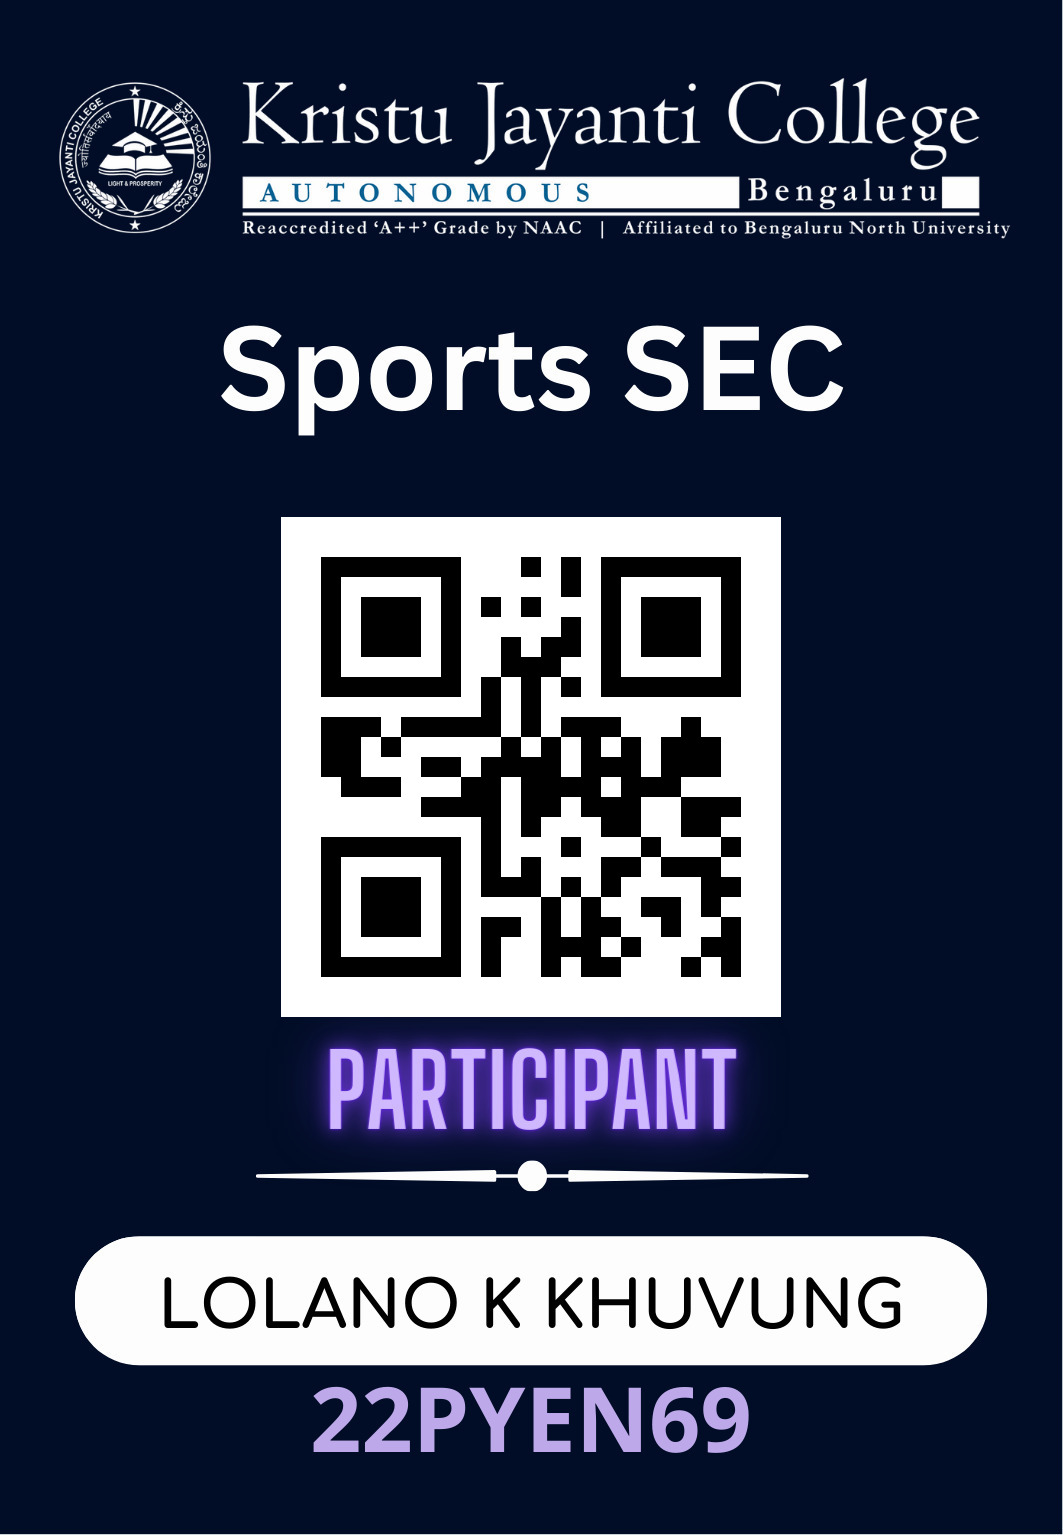 KRISTU JAYANTI COLLEGE
LIGHT & PROSPERITY
Kristu Jayanti College
AUTONOMOUS Bengaluru
Reaccredited ‘A++’ Grade by NAAC | Affiliated to Bengaluru North University
Sports SEC
PARTICIPANT
LOLANO K KHUVUNG
22PYEN69